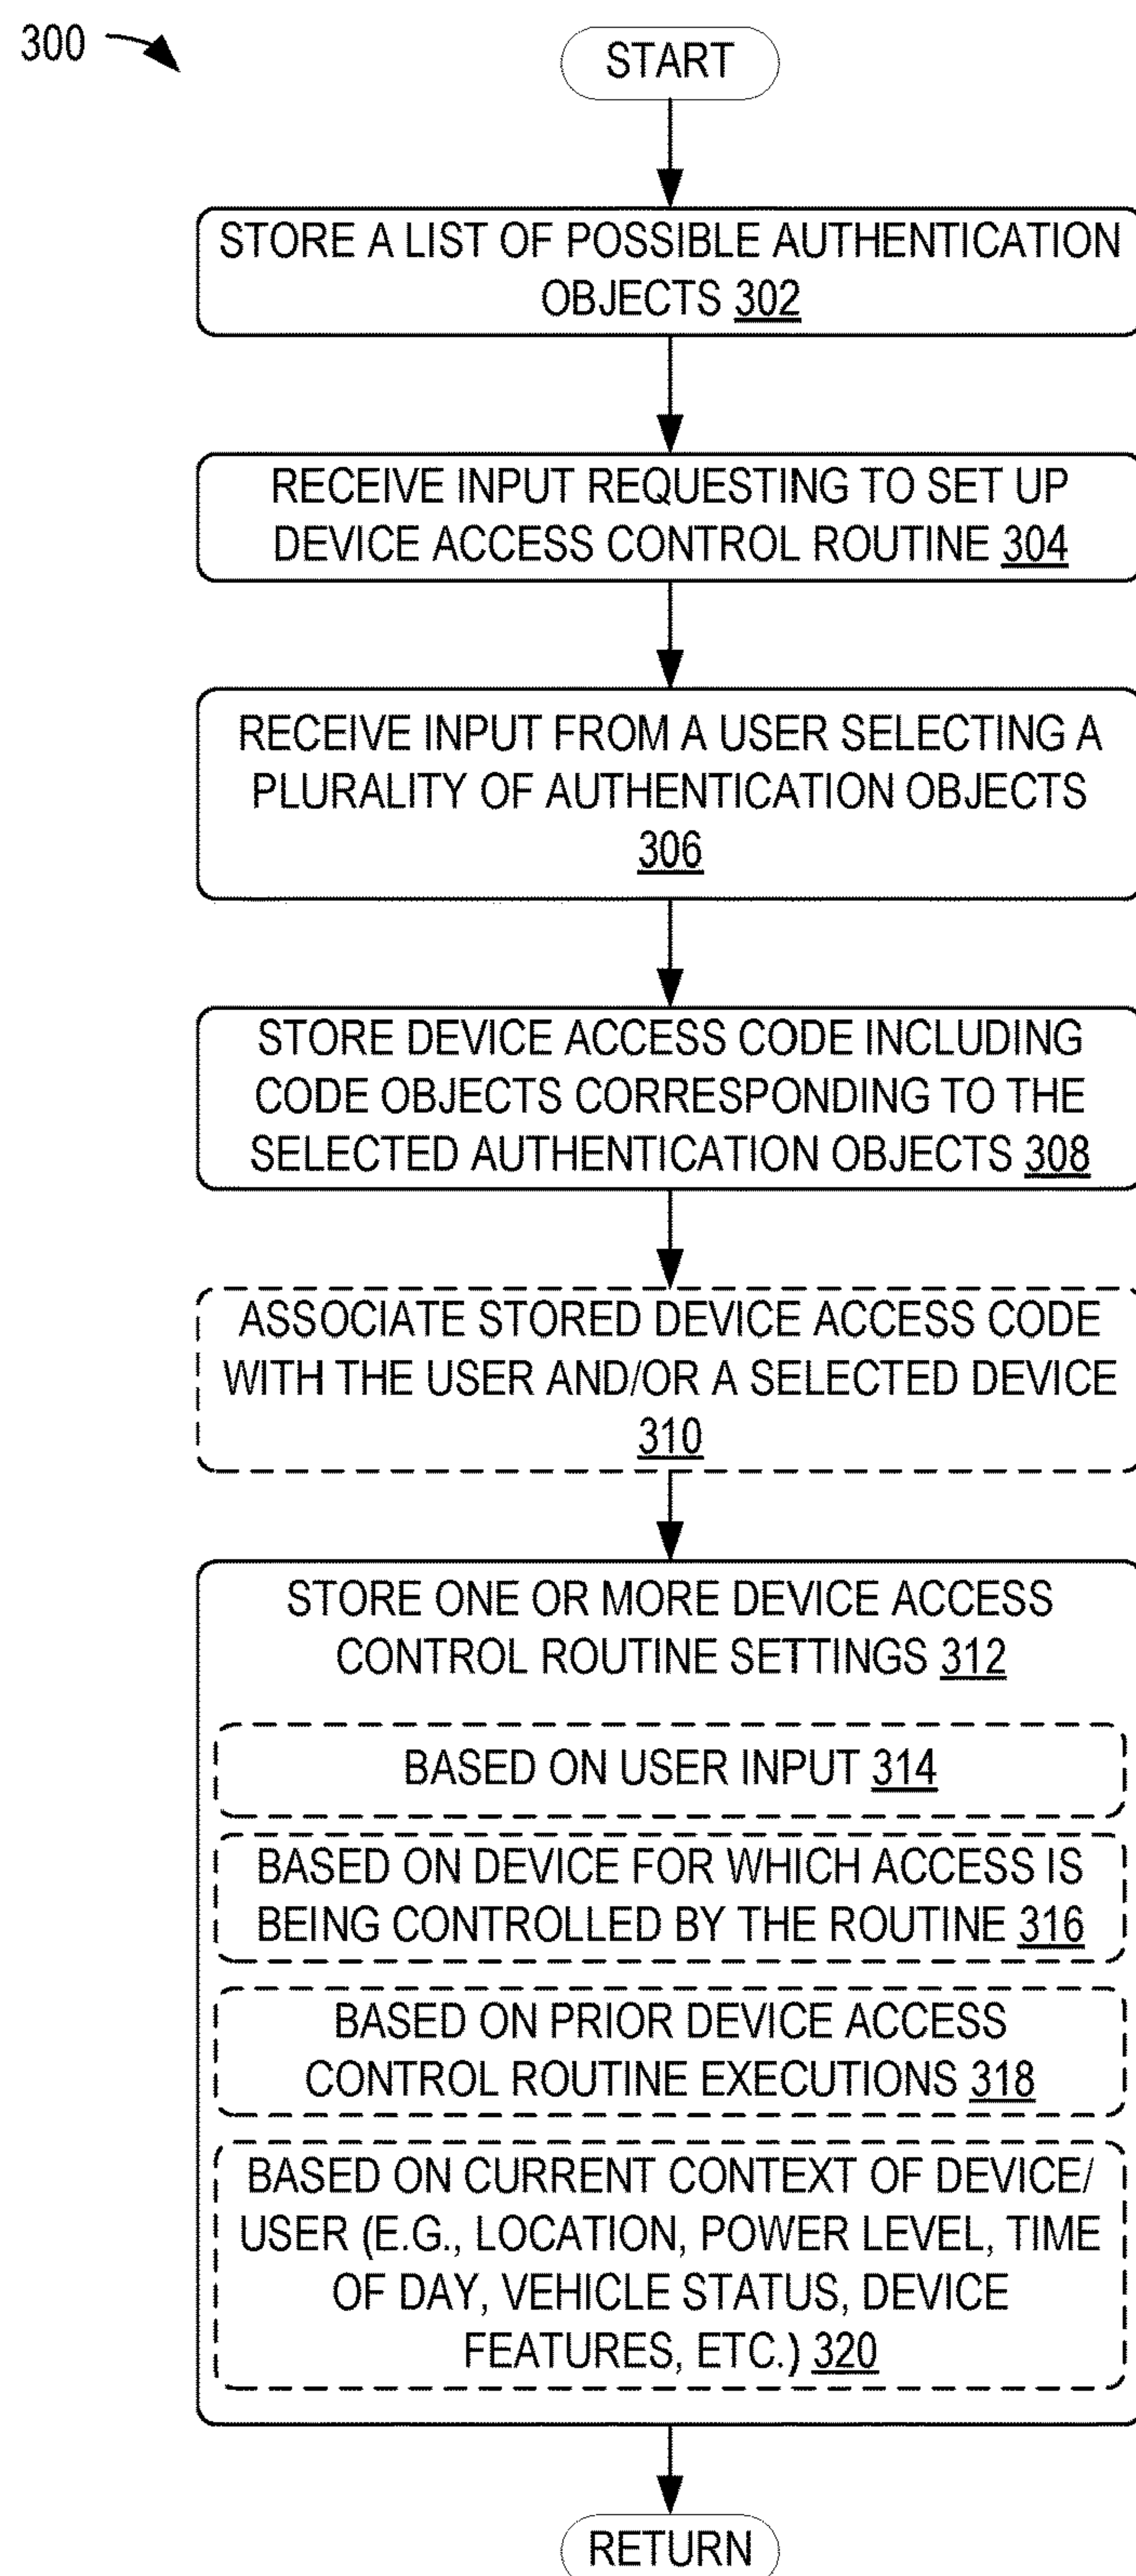 300
START
STORE A LIST OF POSSIBLE AUTHENTICATION
OBJECTS 302
RECEIVE INPUT REQUESTING TO SET UP
DEVICE ACCESS CONTROL ROUTINE 304
RECEIVE INPUT FROM A USER SELECTING A
PLURALITY OF AUTHENTICATION OBJECTS
306
STORE DEVICE ACCESS CODE INCLUDING
CODE OBJECTS CORRESPONDING TO THE
SELECTED AUTHENTICATION OBJECTS 308
ASSOCIATE STORED DEVICE ACCESS CODE
WITH THE USER AND/OR A SELECTED DEVICE
310
STORE ONE OR MORE DEVICE ACCESS
CONTROL ROUTINE SETTINGS 312
BASED ON USER INPUT 314
BASED ON DEVICE FOR WHICH ACCESS IS
BEING CONTROLLED BY THE ROUTINE 316
BASED ON PRIOR DEVICE ACCESS
CONTROL ROUTINE EXECUTIONS 318
BASED ON CURRENT CONTEXT OF DEVICE/
USER (E.G., LOCATION, POWER LEVEL, TIME
OF DAY, VEHICLE STATUS, DEVICE
FEATURES, ETC.) 320
RETURN